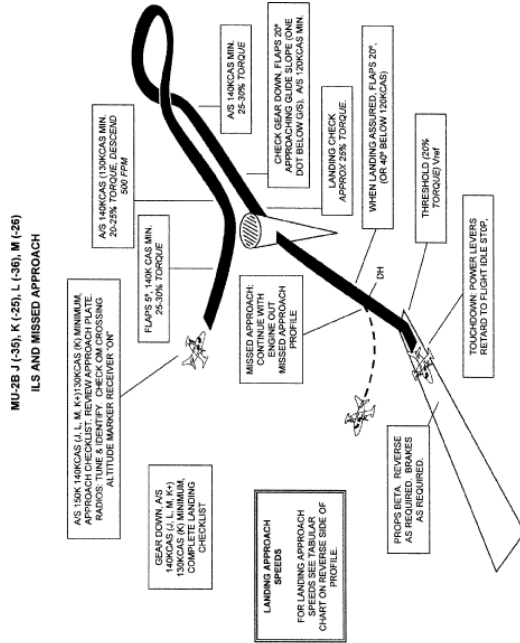 MU-2B J (-35), K (-25), L (-36), M (-26)
ILS AND MISSED APPROACH
A/S 150K 140KCAS (J, L, M, K+)130KCAS (K) MINIMUM,
APPROACH CHECKLIST. REVIEW APPROACH PLATE.
RADIOS: TUNE & IDENTIFY. CHECK OM CROSSING
ALTITUDE MARKER RECEIVER "ON"
A/S 140KCAS (130KCAS MIN.
20-25% TORQUE, DESCEND
500 FPM
FLAPS 5°, 140K CAS MIN.
25-30% TORQUE
A/S 140KCAS MIN.
25-30% TORQUE
GEAR DOWN, A/S
140KCAS (J, L, M, K+)
130KCAS (K) MINIMUM,
COMPLETE LANDING
CHECKLIST
CHECK GEAR DOWN, FLAPS 20°
APPROACHING GLIDE SLOPE (ONE
DOT BELOW G/S). A/S 120KCAS MIN.
MISSED APPROACH:
CONTINUE WITH
ENGINE OUT
MISSED APPROACH
PROFILE
LANDING CHECK
APPROX 25% TORQUE.
WHEN LANDING ASSURED, FLAPS 20°.
(OR 40° BELOW 120KCAS)
DH
LANDING APPROACH
SPEEDS
FOR LANDING APPROACH
SPEEDS SEE TABULAR
CHART ON REVERSE SIDE OF
PROFILE.
PROPS BETA. REVERSE
AS REQUIRED. BRAKES
AS REQUIRED.
THRESHOLD (20%
TORQUE) Vref
TOUCHDOWN: POWER LEVERS
RETARD TO FLIGHT IDLE STOP,